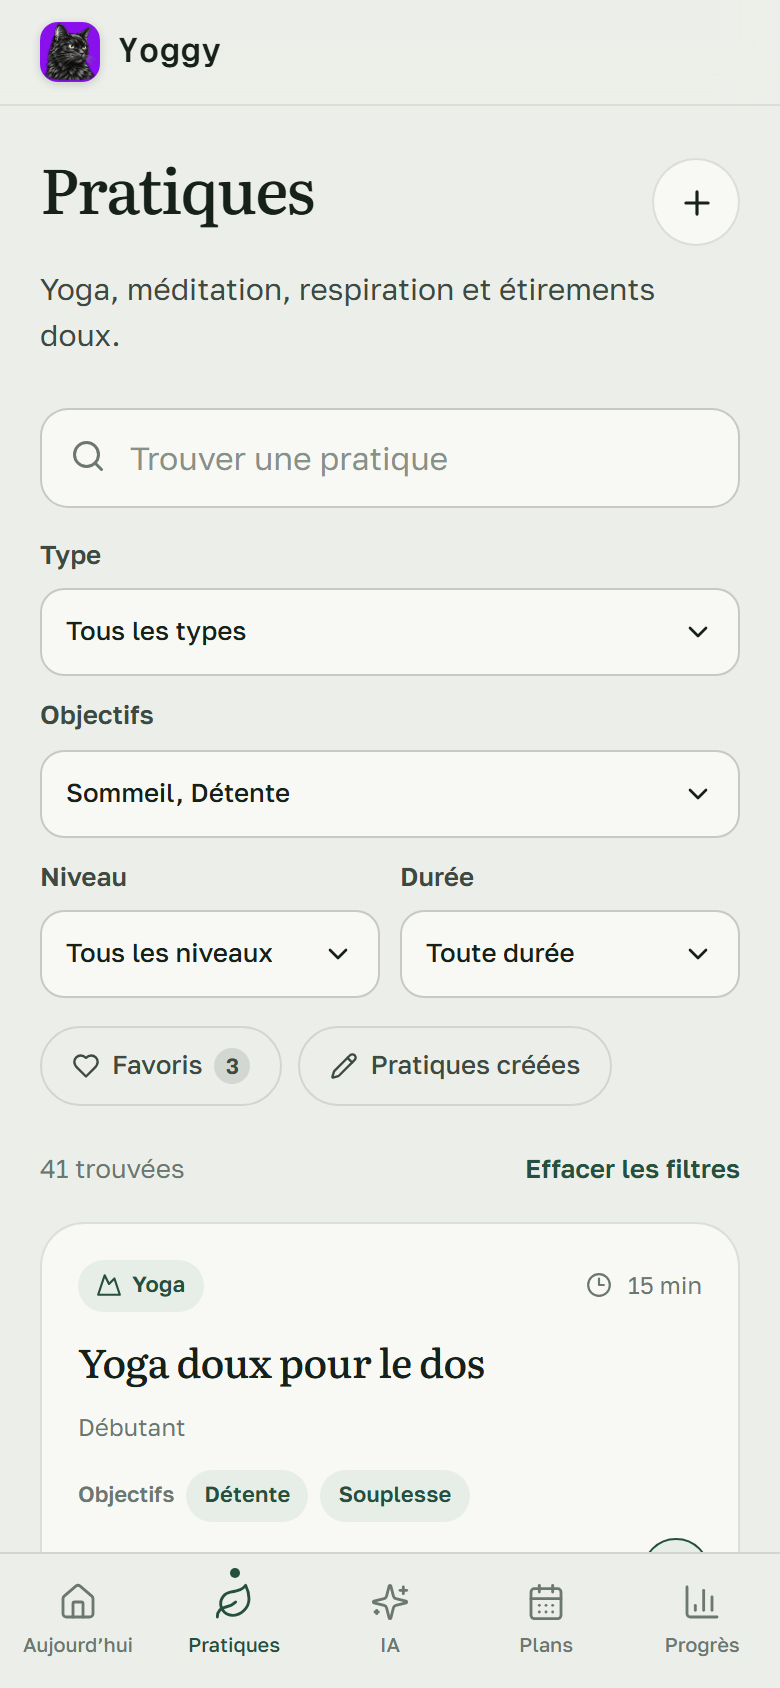 Yoggy
Pratiques
Yoga, méditation, respiration et étirements
doux.
Trouver une pratique
Type
Tous les types
Objectifs
Sommeil, Détente
Niveau
Durée
Tous les niveaux
Toute durée
Favoris 3
Pratiques créées
41 trouvées
Effacer les filtres
Yoga
15 min
Yoga doux pour le dos
Débutant
Objectifs Détente Souplesse
Aujourd’hui
Pratiques
IA
Plans
Progrès